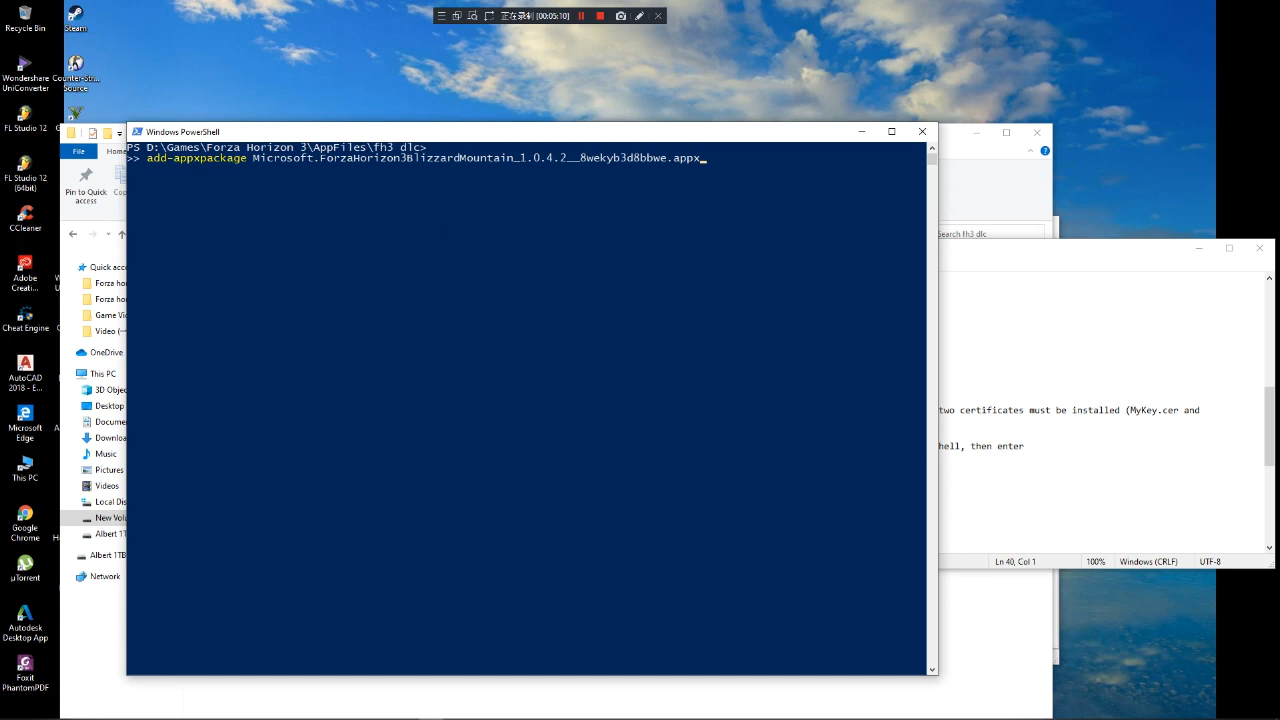 正在录制 [00:05:10]
Recycle Bin
Steam
Wondershare
UniConverter
Counter-Str...
Source
FL Studio 12
FL Studio 12
(64bit)
CCleaner
Adobe
Creati...
Cheat Engine
AutoCAD
2018 - E...
Microsoft
Edge
This PC
Google
Chrome
µTorrent
Autodesk
Desktop App
Foxit
PhantomPDF
File
Home
Pin to Quick
access
Cop
Search fh3 dlc
Quick acce
Forza ho
Forza ho
Game Vi
Video (一
OneDrive
This PC
3D Objec
Desktop
Docume
Downloa
Music
Pictures
Videos
Local Dis
New Volu
Albert 1T
Albert 1TB
Network
Windows PowerShell
PS D:\Games\Forza Horizon 3\AppFiles\fh3 dlc>
>> add-appxpackage Microsoft.ForzaHorizon3BlizzardMountain_1.0.4.2__8wekyb3d8bbwe.appx
two certificates must be installed (MyKey.cer and
hell, then enter
Ln 40, Col 1
100%
Windows (CRLF)
UTF-8